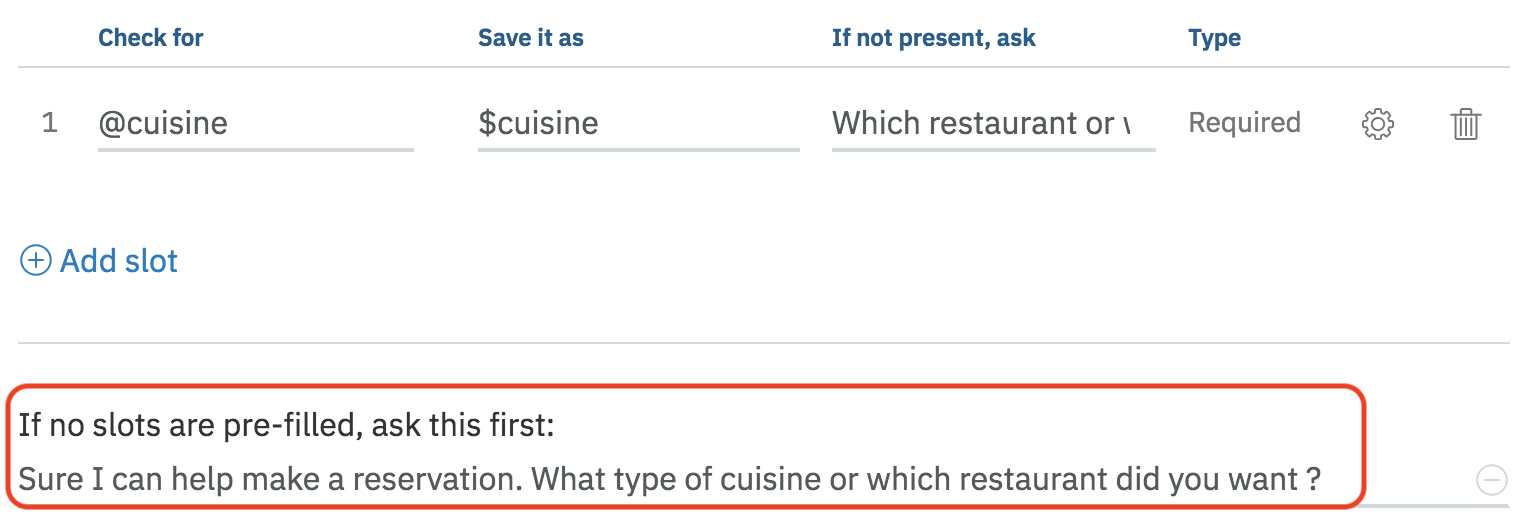 Check for Save it as If not present, ask Type
1 @cuisine $cuisine Which restaurant or Required
Add slot
If no slots are pre-filled, ask this first:
Sure I can help make a reservation. What type of cuisine or which restaurant did you want ?